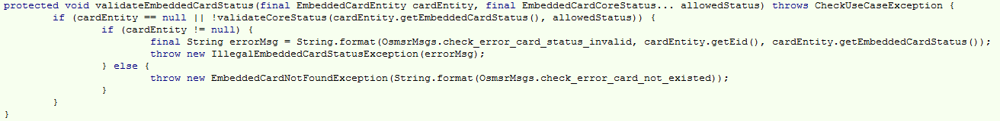 protected void validateEmbeddedCardStatus(final EmbeddedCardEntity cardEntity, final EmbeddedCardCoreStatus... allowedStatus) throws CheckUseCaseException {
if (cardEntity == null || !validateCoreStatus(cardEntity.getEmbeddedCardStatus(), allowedStatus)) {
if (cardEntity != null) {
final String errorMsg = String.format(OsmsrMsgs.check_error_card_status_invalid, cardEntity.getEid(), cardEntity.getEmbeddedCardStatus());
throw new IllegalEmbeddedCardStatusException(errorMsg);
} else {
throw new EmbeddedCardNotFoundException(String.format(OsmsrMsgs.check_error_card_not_existed));
}
}
}